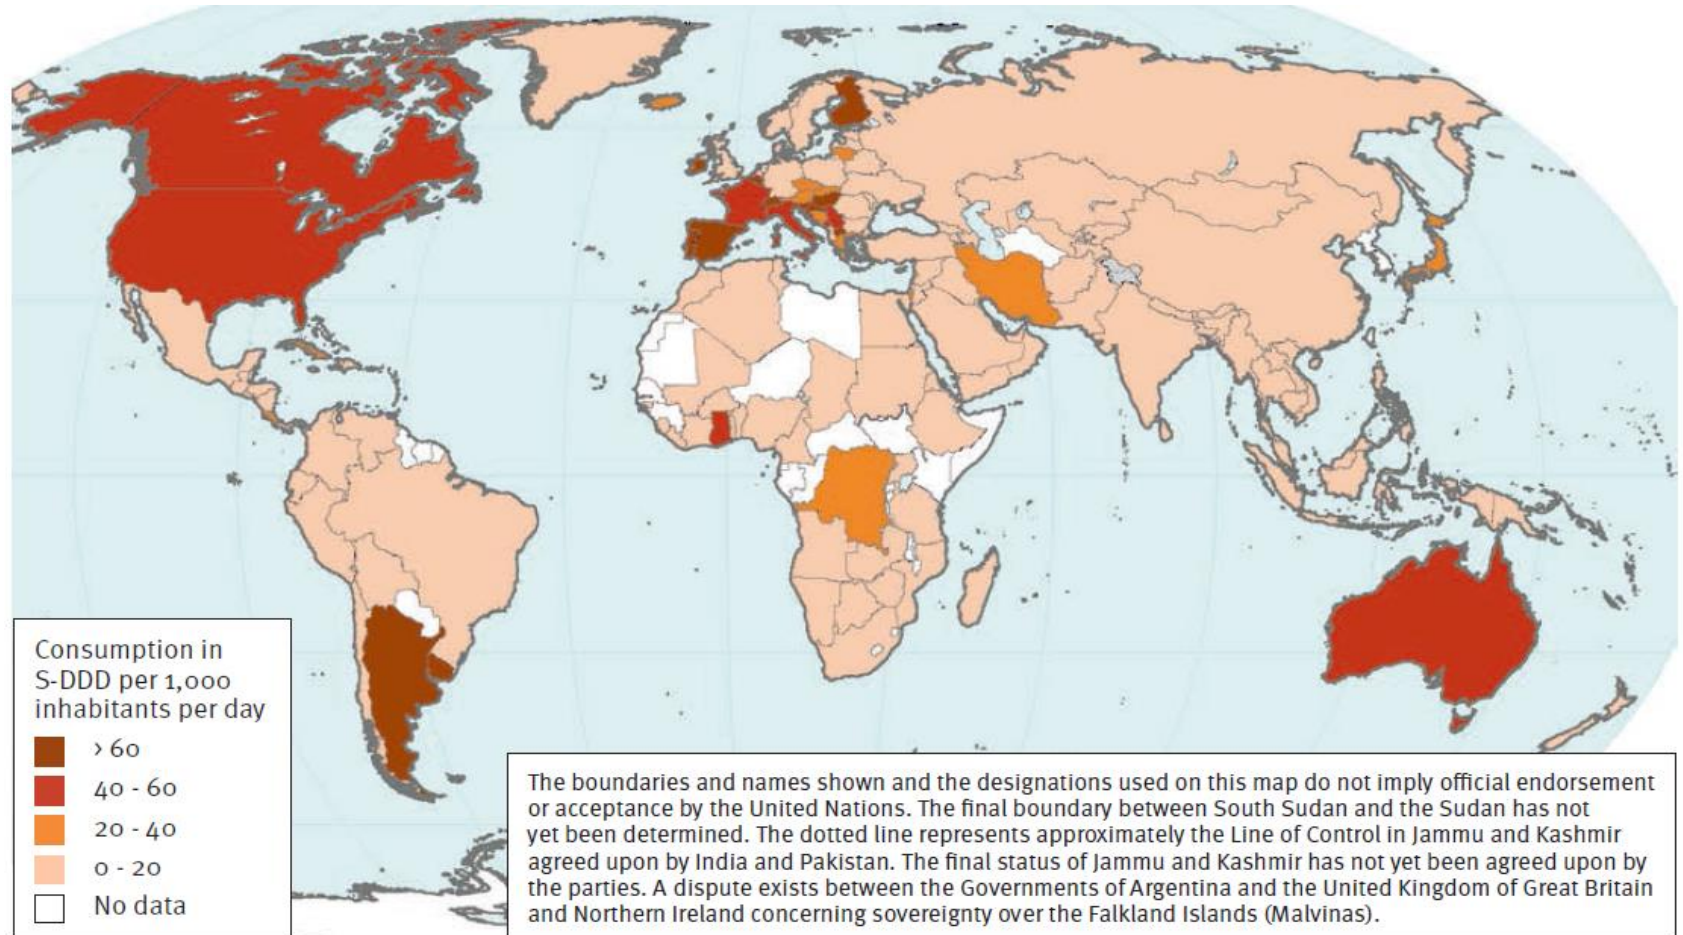 Consumption in
S-DDD per 1,000
inhabitants per day
> 60
40 - 60
20 - 40
0 - 20
No data
The boundaries and names shown and the designations used on this map do not imply official endorsement
or acceptance by the United Nations. The final boundary between South Sudan and the Sudan has not
yet been determined. The dotted line represents approximately the Line of Control in Jammu and Kashmir
agreed upon by India and Pakistan. The final status of Jammu and Kashmir has not yet been agreed upon by
the parties. A dispute exists between the Governments of Argentina and the United Kingdom of Great Britain
and Northern Ireland concerning sovereignty over the Falkland Islands (Malvinas).